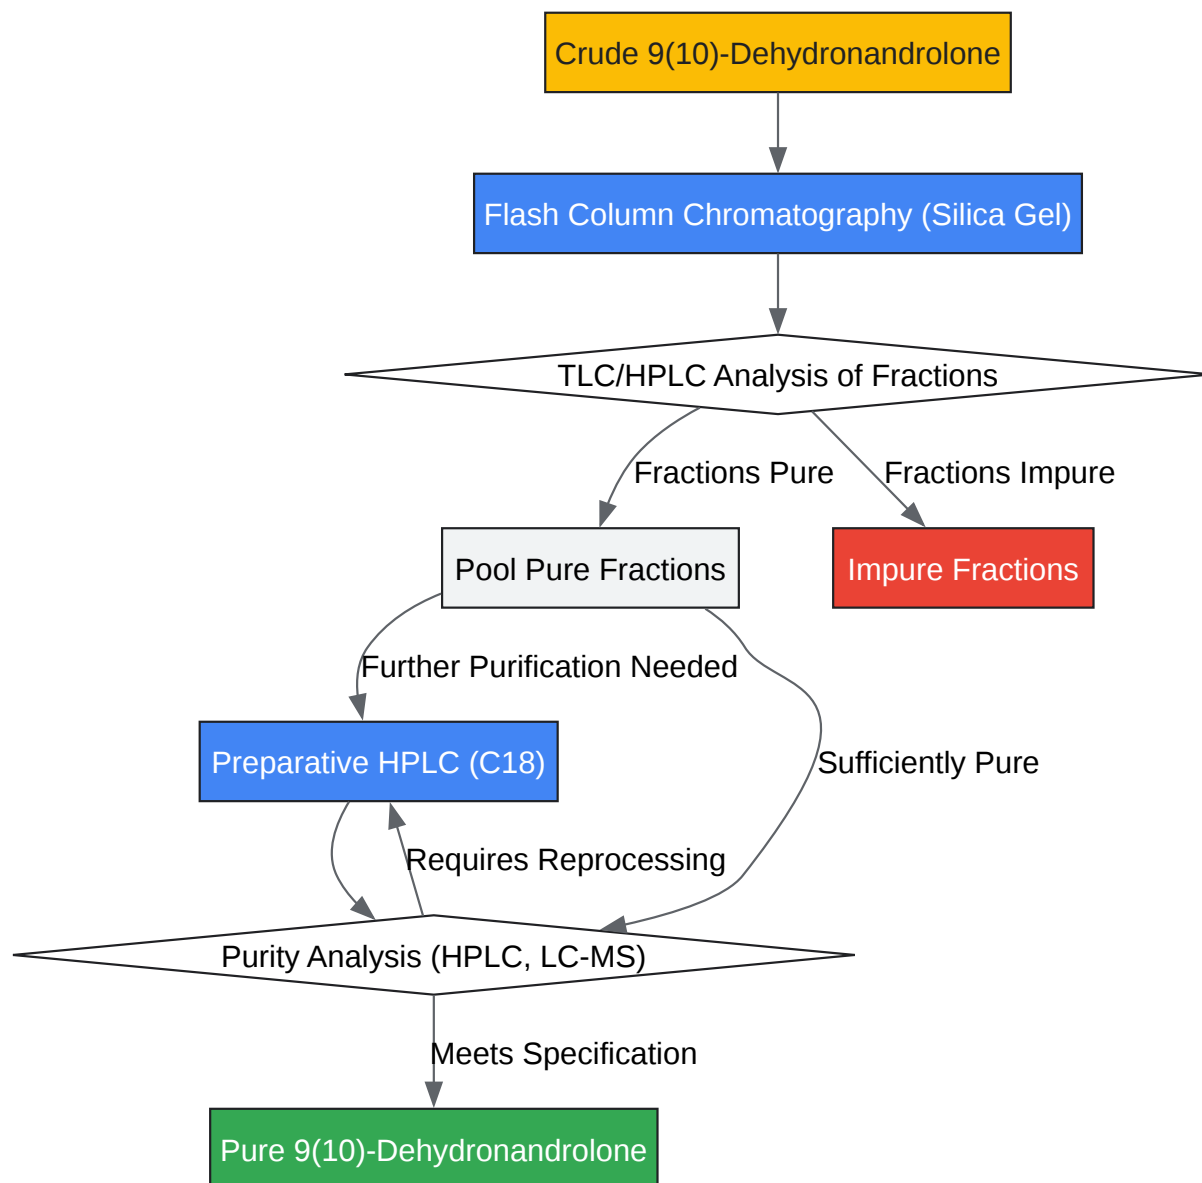 Crude 9(10)-Dehydronandrolone
Flash Column Chromatography (Silica Gel)
TLC/HPLC Analysis of Fractions
Fractions Pure
Fractions Impure
Pool Pure Fractions
Impure Fractions
Further Purification Needed
Preparative HPLC (C18)
Sufficiently Pure
Requires Reprocessing
Purity Analysis (HPLC, LC-MS)
Meets Specification
Pure 9(10)-Dehydronandrolone